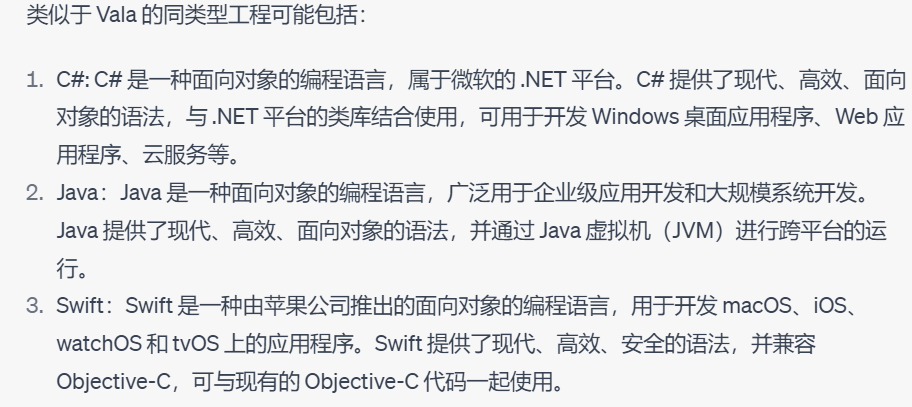 类似于 Vala 的同类型工程可能包括：
1. C#: C# 是一种面向对象的编程语言，属于微软的 .NET 平台。C# 提供了现代、高效、面向
对象的语法，与 .NET 平台的类库结合使用，可用于开发 Windows 桌面应用程序、Web 应
用程序、云服务等。
2. Java：Java 是一种面向对象的编程语言，广泛用于企业级应用开发和大规模系统开发。
Java 提供了现代、高效、面向对象的语法，并通过 Java 虚拟机（JVM）进行跨平台的运
行。
3. Swift：Swift 是一种由苹果公司推出的面向对象的编程语言，用于开发 macOS、iOS、
watchOS 和 tvOS 上的应用程序。Swift 提供了现代、高效、安全的语法，并兼容
Objective-C，可与现有的 Objective-C 代码一起使用。